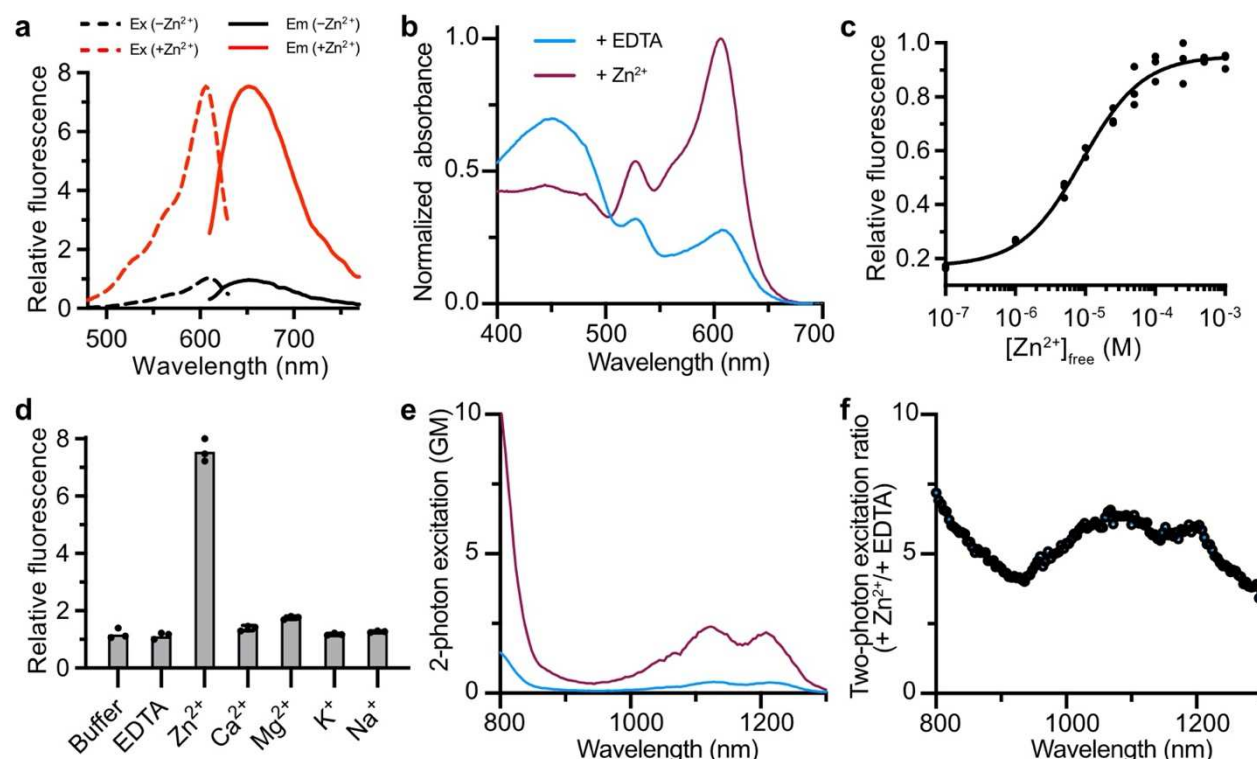 a
Ex (−Zn²⁺)
Em (−Zn²⁺)
Ex (+Zn²⁺)
Em (+Zn²⁺)
Relative fluorescence
8
6
4
2
0
500
600
700
Wavelength (nm)
b
+ EDTA
+ Zn²⁺
Normalized absorbance
1.0
0.5
0.0
400
500
600
700
Wavelength (nm)
c
Relative fluorescence
1.0
0.8
0.6
0.4
0.2
10⁻⁷
10⁻⁶
10⁻⁵
10⁻⁴
10⁻³
[Zn²⁺]free (M)
d
Relative fluorescence
8
6
4
2
0
Buffer
EDTA
Zn²⁺
Ca²⁺
Mg²⁺
K⁺
Na⁺
e
2-photon excitation (GM)
10
5
0
800
1000
1200
Wavelength (nm)
f
Two-photon excitation ratio
(+ Zn²⁺/+ EDTA)
10
5
0
800
1000
1200
Wavelength (nm)